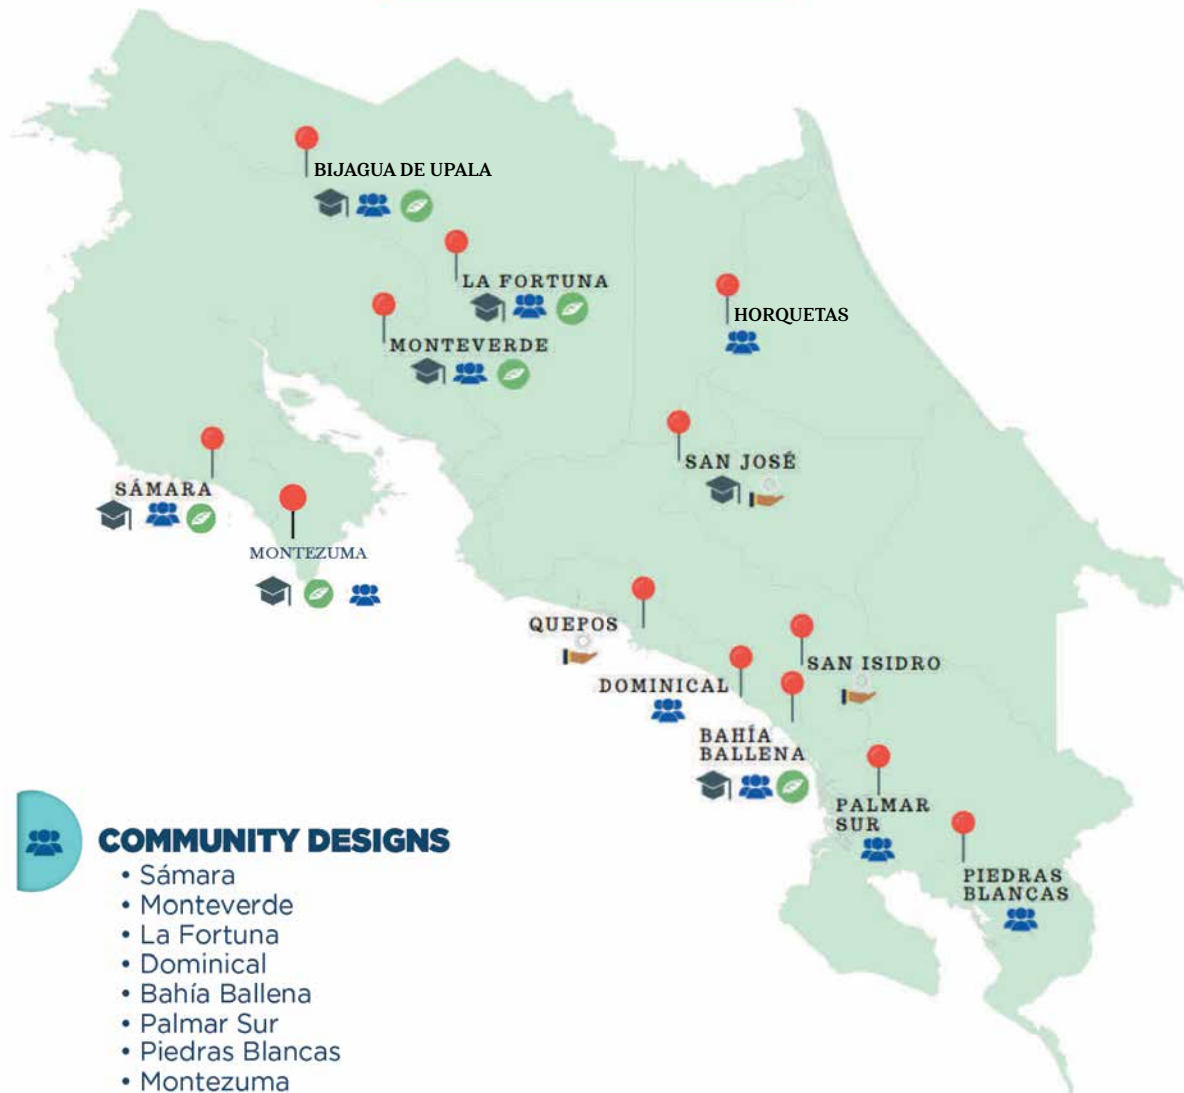 BIJAGUA DE UPALA
LA FORTUNA
HORQUETAS
MONTEVERDE
SAN JOSÉ
SÁMARA
MONTEZUMA
QUEPOS
SAN ISIDRO
DOMINICAL
BAHÍA
BALLENA
PALMAR
SUR
PIEDRAS
BLANCAS
COMMUNITY DESIGNS
• Sámara
• Monteverde
• La Fortuna
• Dominical
• Bahía Ballena
• Palmar Sur
• Piedras Blancas
• Montezuma